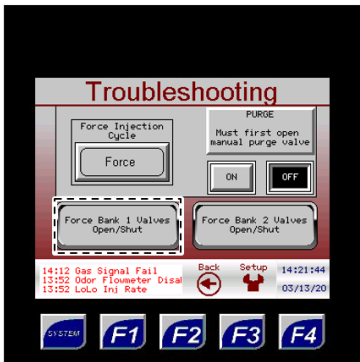 Troubleshooting
Force Injection
Cycle
Force
PURGE
Must first open
manual purge valve
ON
OFF
Force Bank 1 Valves
Open/Shut
Force Bank 2 Valves
Open/Shut
14:12 Gas Signal Fail
13:52 Odor Flowmeter Disal
13:52 LoLo Inj Rate
Back
Setup
14:21:44
03/13/20
SYSTEM
F1
F2
F3
F4